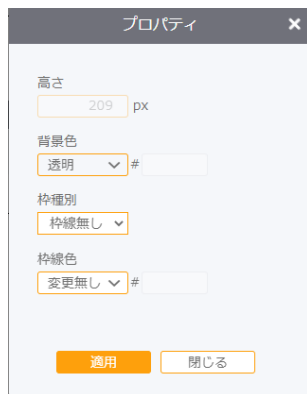 プロパティ ×
高さ
209 px
背景色
透明 #
枠種別
枠線無し
枠線色
変更無し #
適用 閉じる